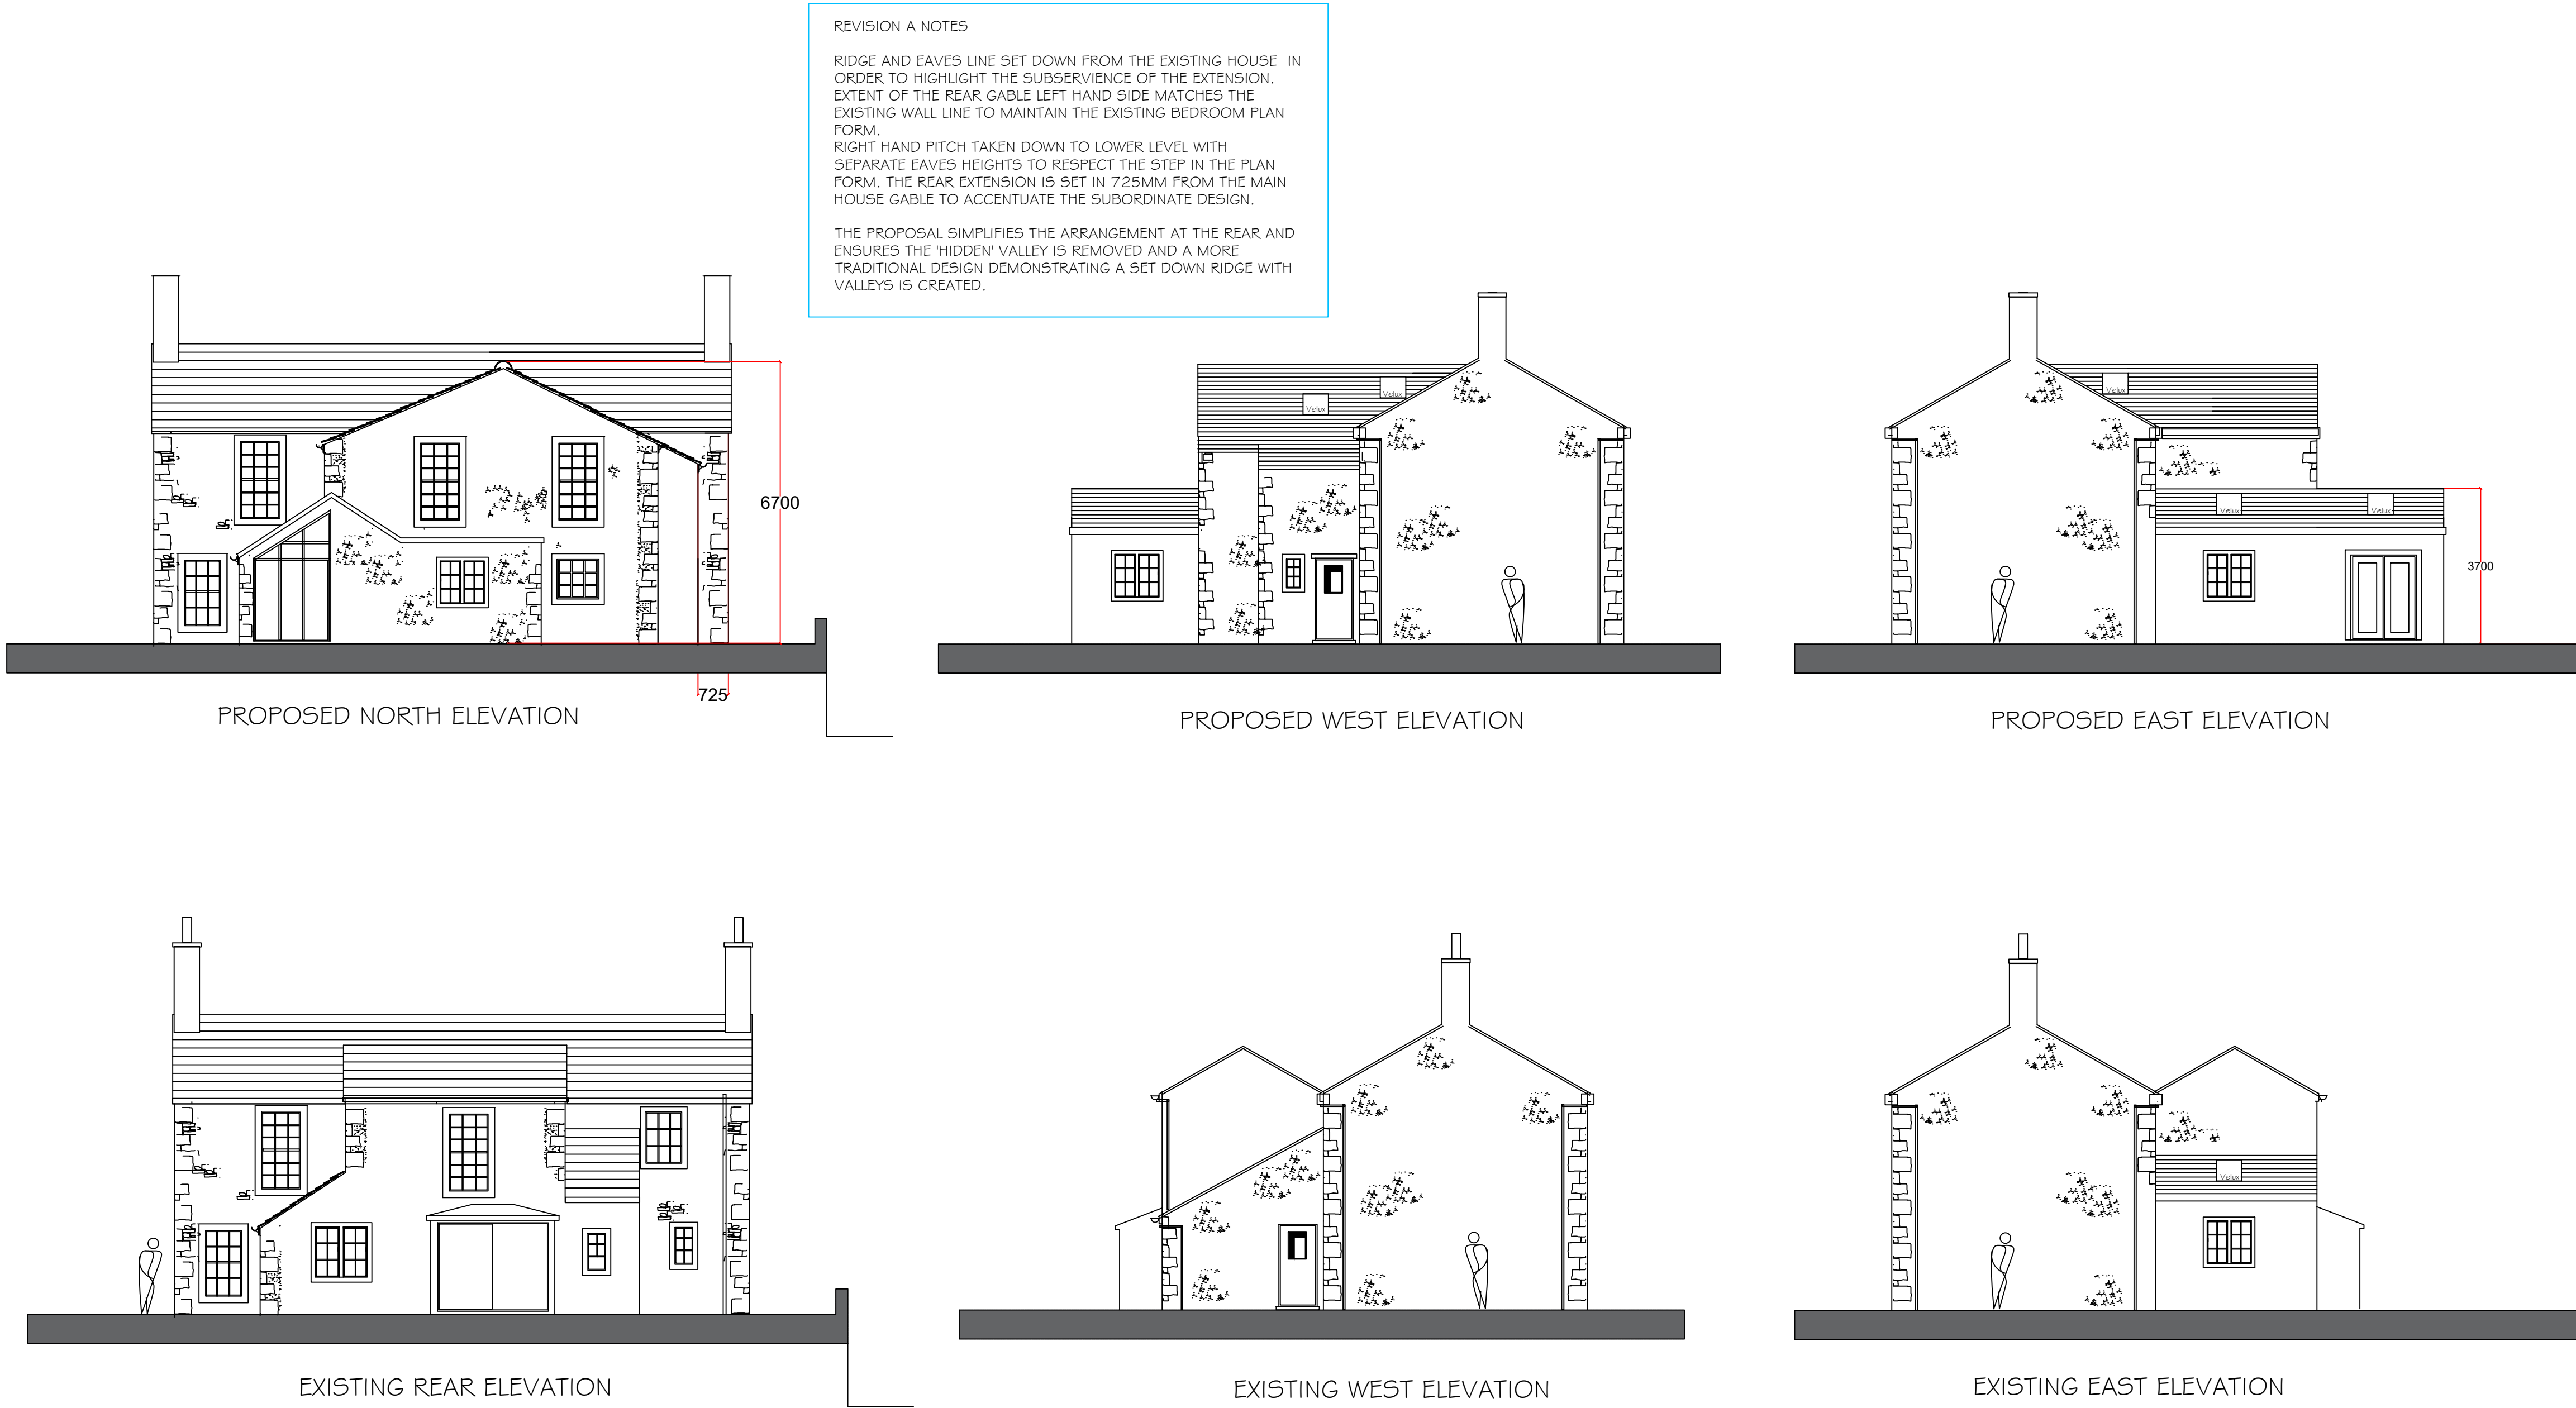 REVISION A NOTES
RIDGE AND EAVES LINE SET DOWN FROM THE EXISTING HOUSE IN
ORDER TO HIGHLIGHT THE SUBSERVIENCE OF THE EXTENSION.
EXTENT OF THE REAR GABLE LEFT HAND SIDE MATCHES THE
EXISTING WALL LINE TO MAINTAIN THE EXISTING BEDROOM PLAN
FORM.
RIGHT HAND PITCH TAKEN DOWN TO LOWER LEVEL WITH
SEPARATE EAVES HEIGHTS TO RESPECT THE STEP IN THE PLAN
FORM. THE REAR EXTENSION IS SET IN 725MM FROM THE MAIN
HOUSE GABLE TO ACCENTUATE THE SUBORDINATE DESIGN.
THE PROPOSAL SIMPLIFIES THE ARRANGEMENT AT THE REAR AND
ENSURES THE 'HIDDEN' VALLEY IS REMOVED AND A MORE
TRADITIONAL DESIGN DEMONSTRATING A SET DOWN RIDGE WITH
VALLEYS IS CREATED.
6700
725
PROPOSED NORTH ELEVATION
Velux
Velux
PROPOSED WEST ELEVATION
Velux
Velux
Velux
3700
PROPOSED EAST ELEVATION
EXISTING REAR ELEVATION
EXISTING WEST ELEVATION
Velux
EXISTING EAST ELEVATION